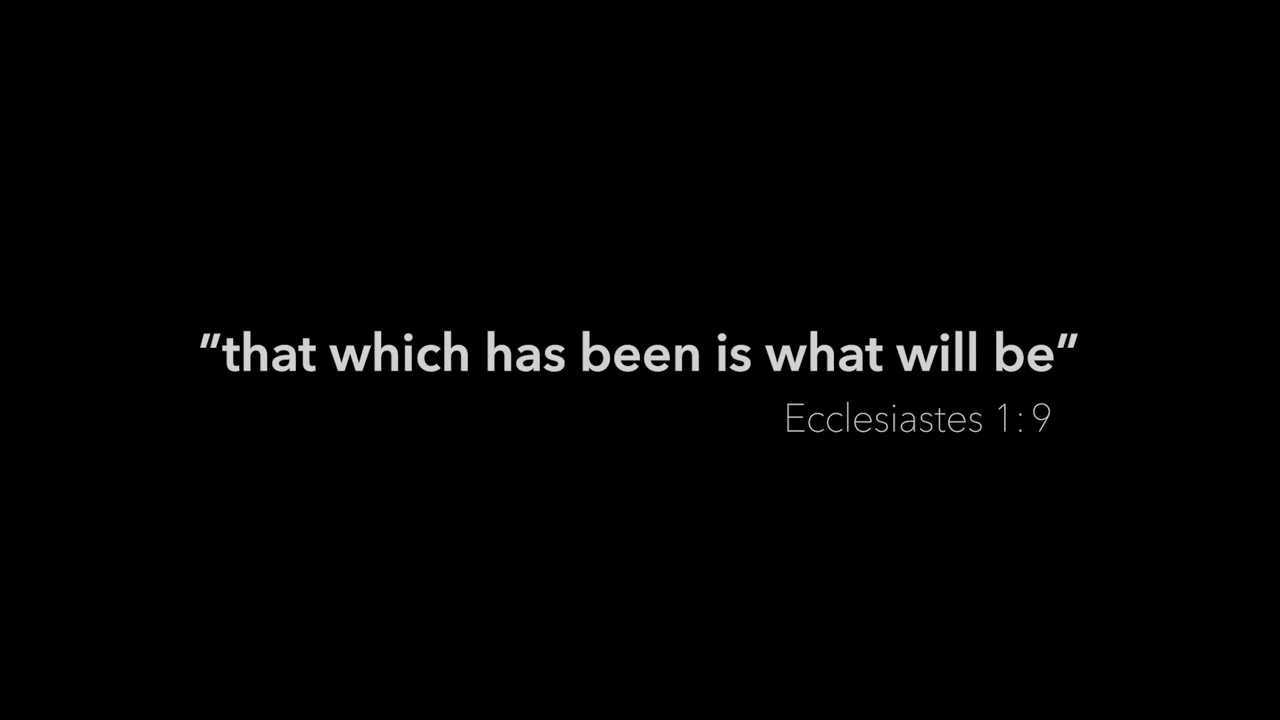 ”that which has been is what will be”
Ecclesiastes 1:9